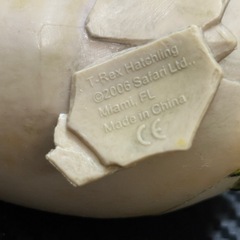 T-Rex Hatchling
©2006 Safari Ltd.,
Miami, FL
Made in China
CE